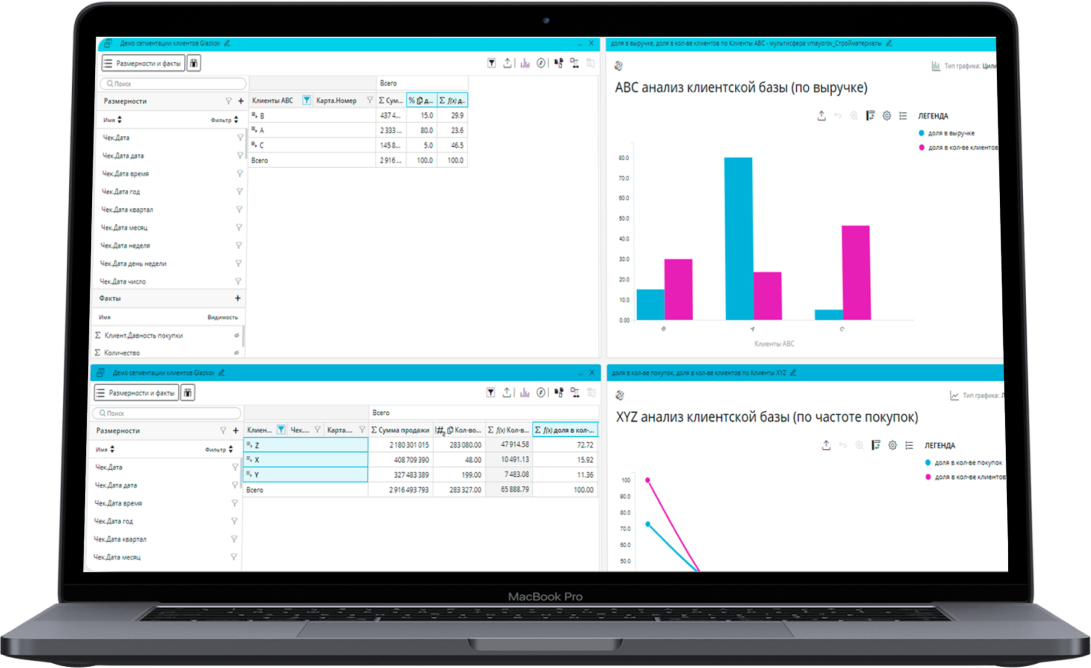 Демо сегментации клиентов Glazkov
Размерности и факты
Поиск
Размерности
Имя
Фильтр
Чек.Дата
Чек.Дата дата
Чек.Дата время
Чек.Дата год
Чек.Дата квартал
Чек.Дата месяц
Чек.Дата неделя
Чек.Дата день недели
Чек.Дата число
Факты
Имя
Видимость
Σ Клиент.Давность покупки
Σ Количество
Всего
Клиенты ABC Карта.Номер Σ Сум... % д... Σ f(x) д...
B 437 4... 15.0 29.9
A 2 333 ... 80.0 23.6
C 145 8... 5.0 46.5
Всего 2 916 ... 100.0 100.0
доля в выручке, доля в кол-ве клиентов по Клиенты ABC - мультисфера vmayorov_Стройматериалы
Тип графика: Цили
ABC анализ клиентской базы (по выручке)
ЛЕГЕНДА
доля в выручке
доля в кол-ве клиентов
80.0
70.0
60.0
50.0
40.0
30.0
20.0
10.0
0.00
B
A
C
Клиенты ABC
Демо сегментации клиентов Glazkov
Размерности и факты
Поиск
Размерности
Имя
Фильтр
Чек.Дата
Чек.Дата дата
Чек.Дата время
Чек.Дата год
Чек.Дата квартал
Чек.Дата месяц
Всего
Клиен... Чек.... Карта.... Σ Сумма продажи Кол-во... Σ f(x) Кол-в... Σ f(x) доля в кол-...
Z 2 180 301 015 283 080.00 47 914.58 72.72
X 408 709 390 48.00 10 491.13 15.92
Y 327 483 389 199.00 7 483.08 11.36
Всего 2 916 493 793 283 327.00 65 888.79 100.00
доля в кол-ве покупок, доля в кол-ве клиентов по Клиенты XYZ
Тип графика: Л
XYZ анализ клиентской базы (по частоте покупок)
ЛЕГЕНДА
доля в кол-ве покупок
доля в кол-ве клиентов
100
90.0
80.0
70.0
60.0
50.0
MacBook Pro